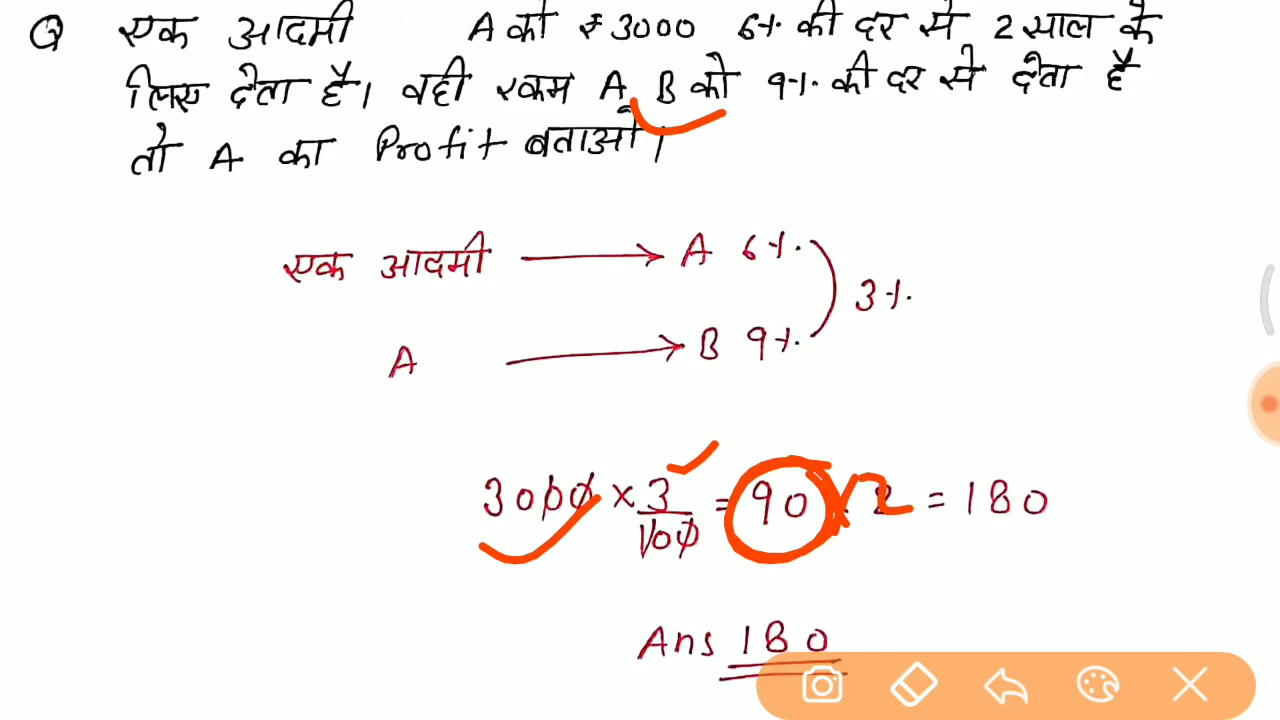 Q एक आदमी A को ₹ 3000 6% की दर से 2 साल के
लिए देता है। वही रकम A, B को 9% की दर से देता है
तो A का Profit बताओ।
एक आदमी → A 6%
3%
A → B 9%
3000 × 3/100 = 90 × 2 = 180
Ans 180